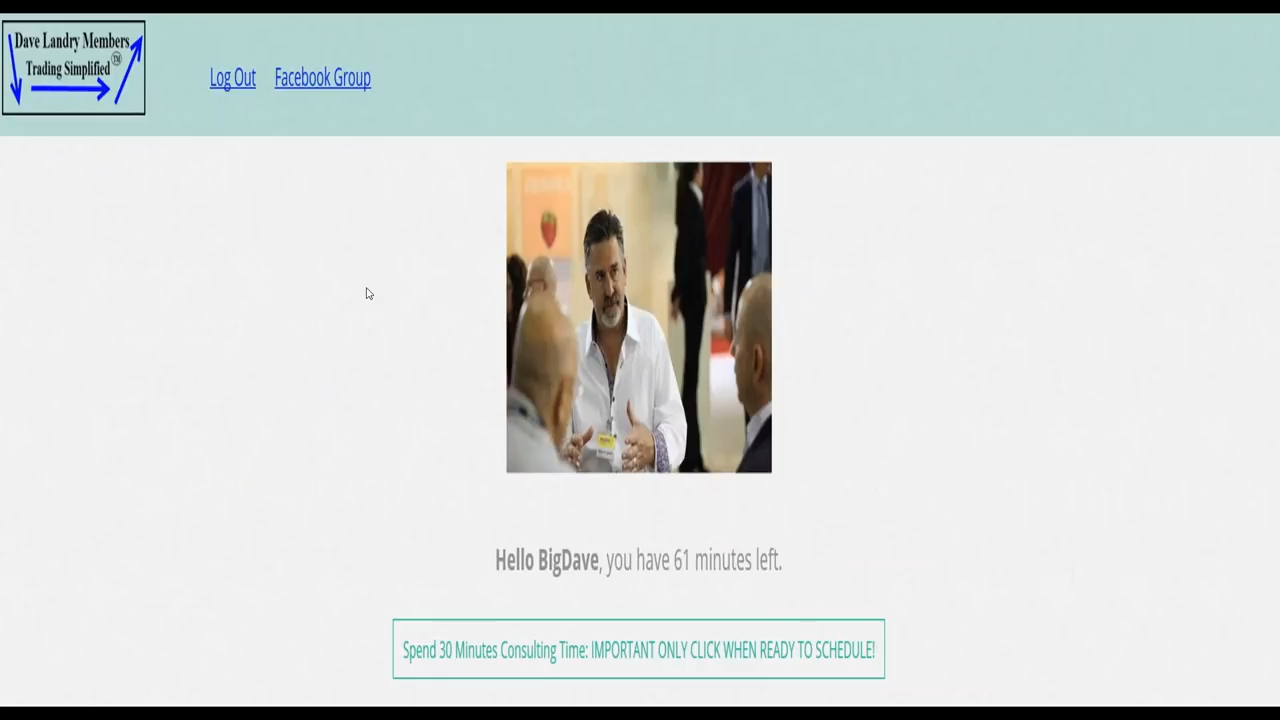 Dave Landry Members
Trading Simplified TM
Log Out Facebook Group
Hello BigDave, you have 61 minutes left.
Spend 30 Minutes Consulting Time: IMPORTANT ONLY CLICK WHEN READY TO SCHEDULE!